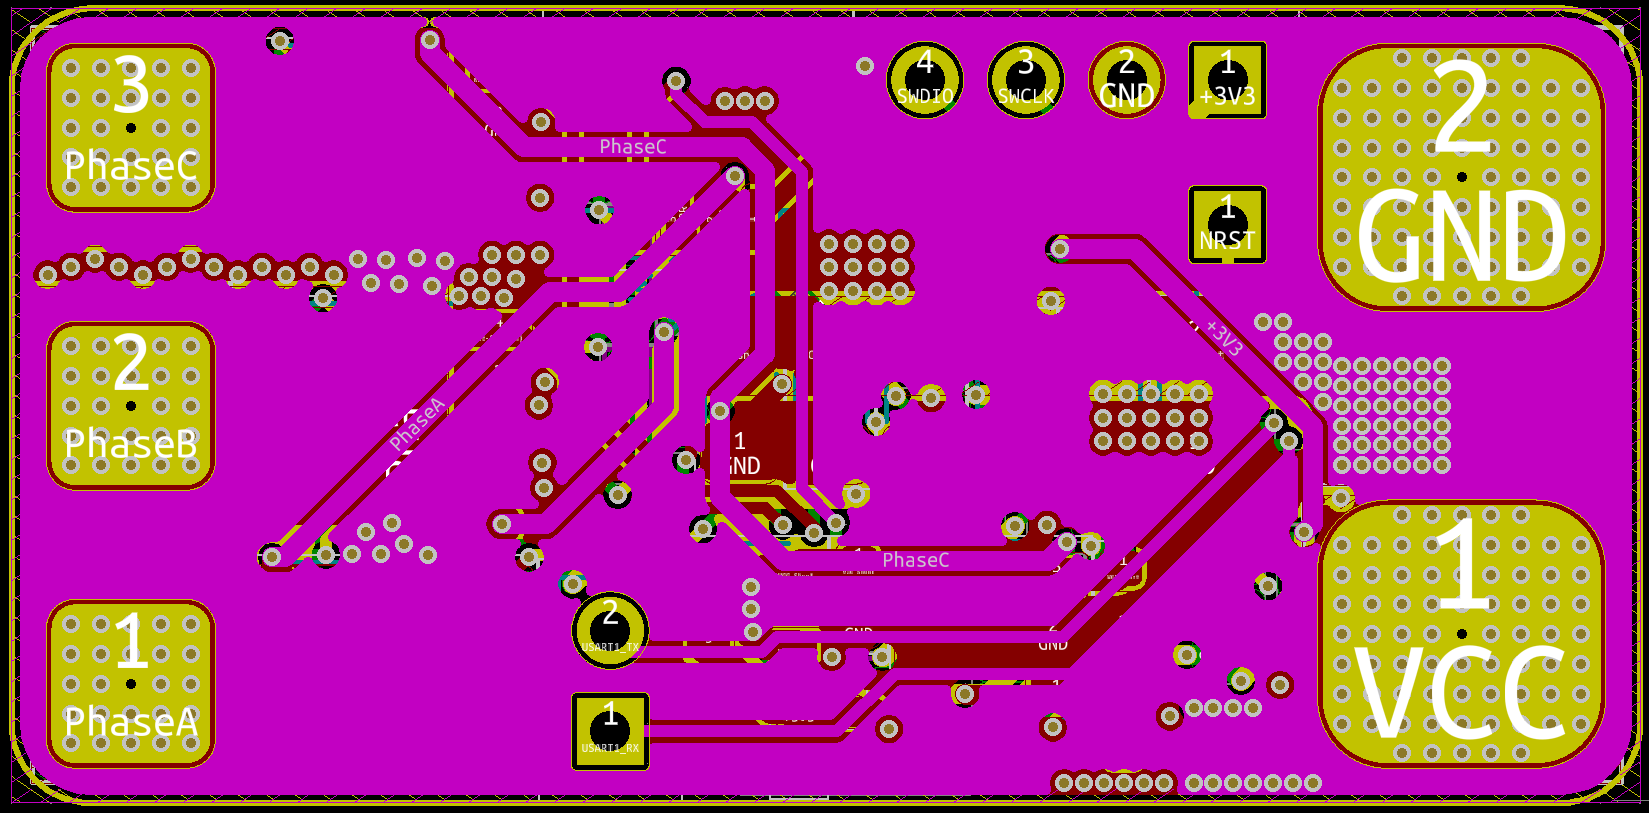 3
PhaseC
PhaseC
4
SWDIO
3
SWCLK
2
GND
1
+3V3
2
GND
1
NRST
2
PhaseB
PhaseA
+3V3
1
GND
PhaseC
1
1
PhaseA
2
USART1_TX
GND
1
USART1_RX
1
VCC